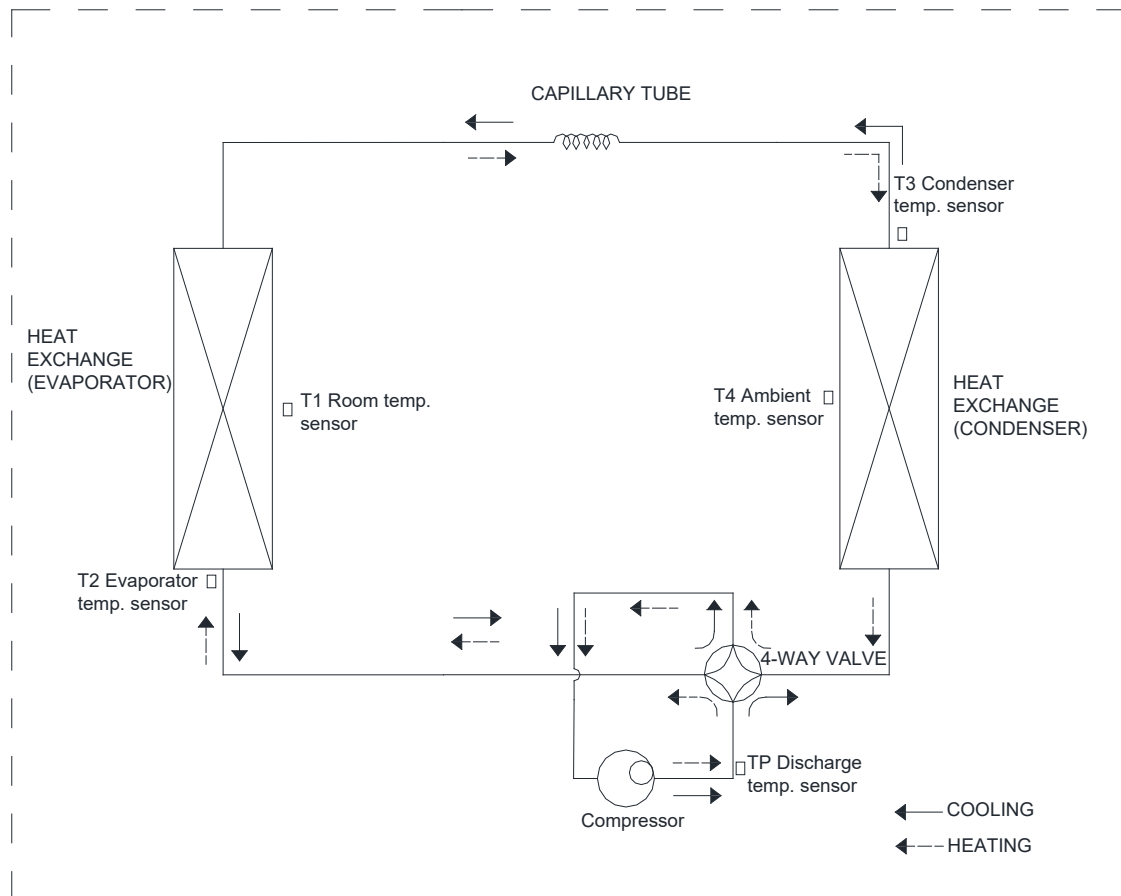 CAPILLARY TUBE
T3 Condenser
temp. sensor
HEAT
EXCHANGE
(EVAPORATOR)
T1 Room temp.
sensor
T4 Ambient
temp. sensor
HEAT
EXCHANGE
(CONDENSER)
T2 Evaporator
temp. sensor
4-WAY VALVE
TP Discharge
temp. sensor
Compressor
COOLING
HEATING